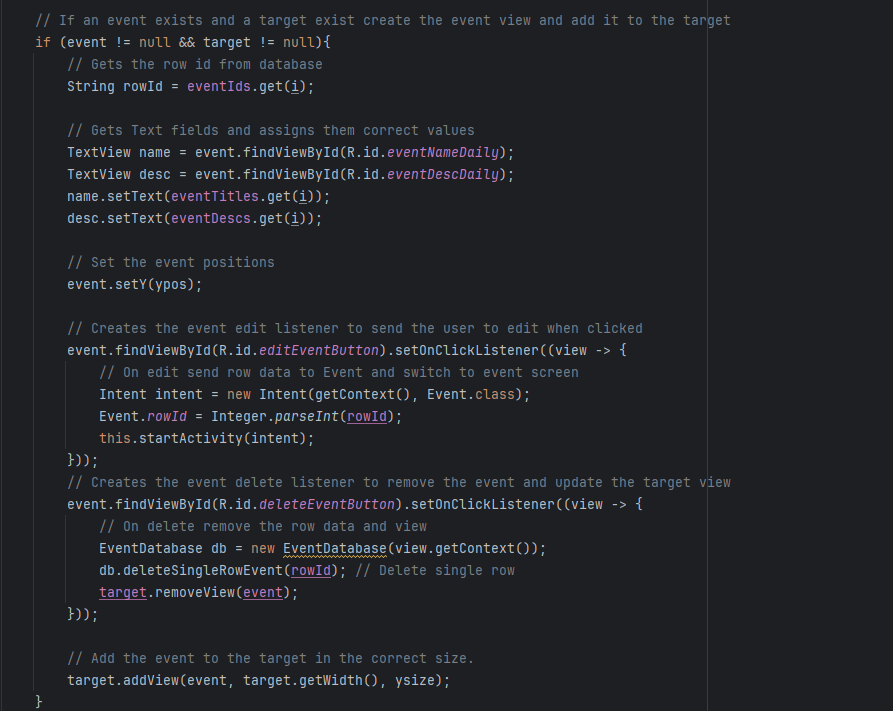 // If an event exists and a target exist create the event view and add it to the target
if (event != null && target != null){
// Gets the row id from database
String rowId = eventIds.get(i);
// Gets Text fields and assigns them correct values
TextView name = event.findViewById(R.id.eventNameDaily);
TextView desc = event.findViewById(R.id.eventDescDaily);
name.setText(eventTitles.get(i));
desc.setText(eventDescs.get(i));
// Set the event positions
event.setY(ypos);
// Creates the event edit listener to send the user to edit when clicked
event.findViewById(R.id.editEventButton).setOnClickListener((view -> {
// On edit send row data to Event and switch to event screen
Intent intent = new Intent(getContext(), Event.class);
Event.rowId = Integer.parseInt(rowId);
this.startActivity(intent);
}));
// Creates the event delete listener to remove the event and update the target view
event.findViewById(R.id.deleteEventButton).setOnClickListener((view -> {
// On delete remove the row data and view
EventDatabase db = new EventDatabase(view.getContext());
db.deleteSingleRowEvent(rowId); // Delete single row
target.removeView(event);
}));
// Add the event to the target in the correct size.
target.addView(event, target.getWidth(), ysize);
}